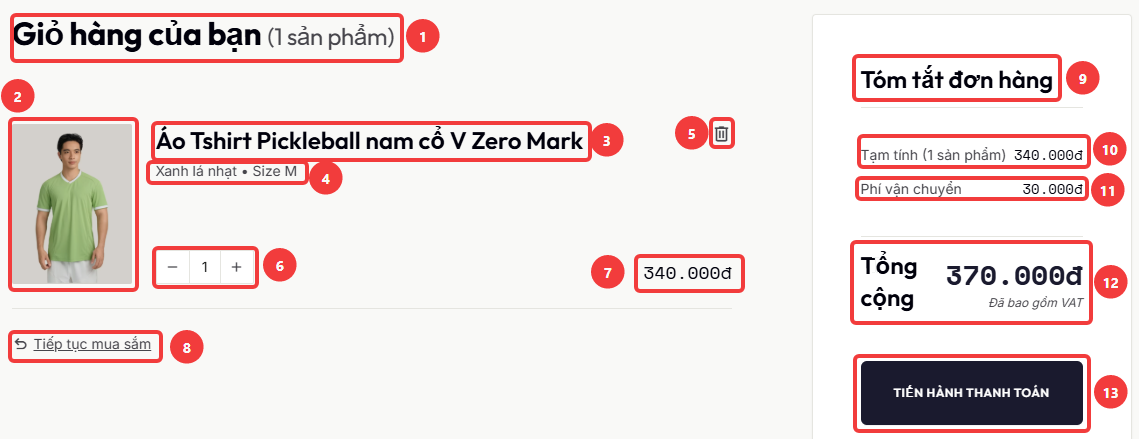 Giỏ hàng của bạn (1 sản phẩm) 1
2
Áo Tshirt Pickleball nam cổ V Zero Mark 3
5
Xanh lá nhạt • Size M 4
− 1 + 6
7 340.000đ
Tiếp tục mua sắm 8
Tóm tắt đơn hàng 9
Tạm tính (1 sản phẩm) 340.000đ 10
Phí vận chuyển 30.000đ 11
Tổng cộng 370.000đ 12
Đã bao gồm VAT
TIẾN HÀNH THANH TOÁN 13